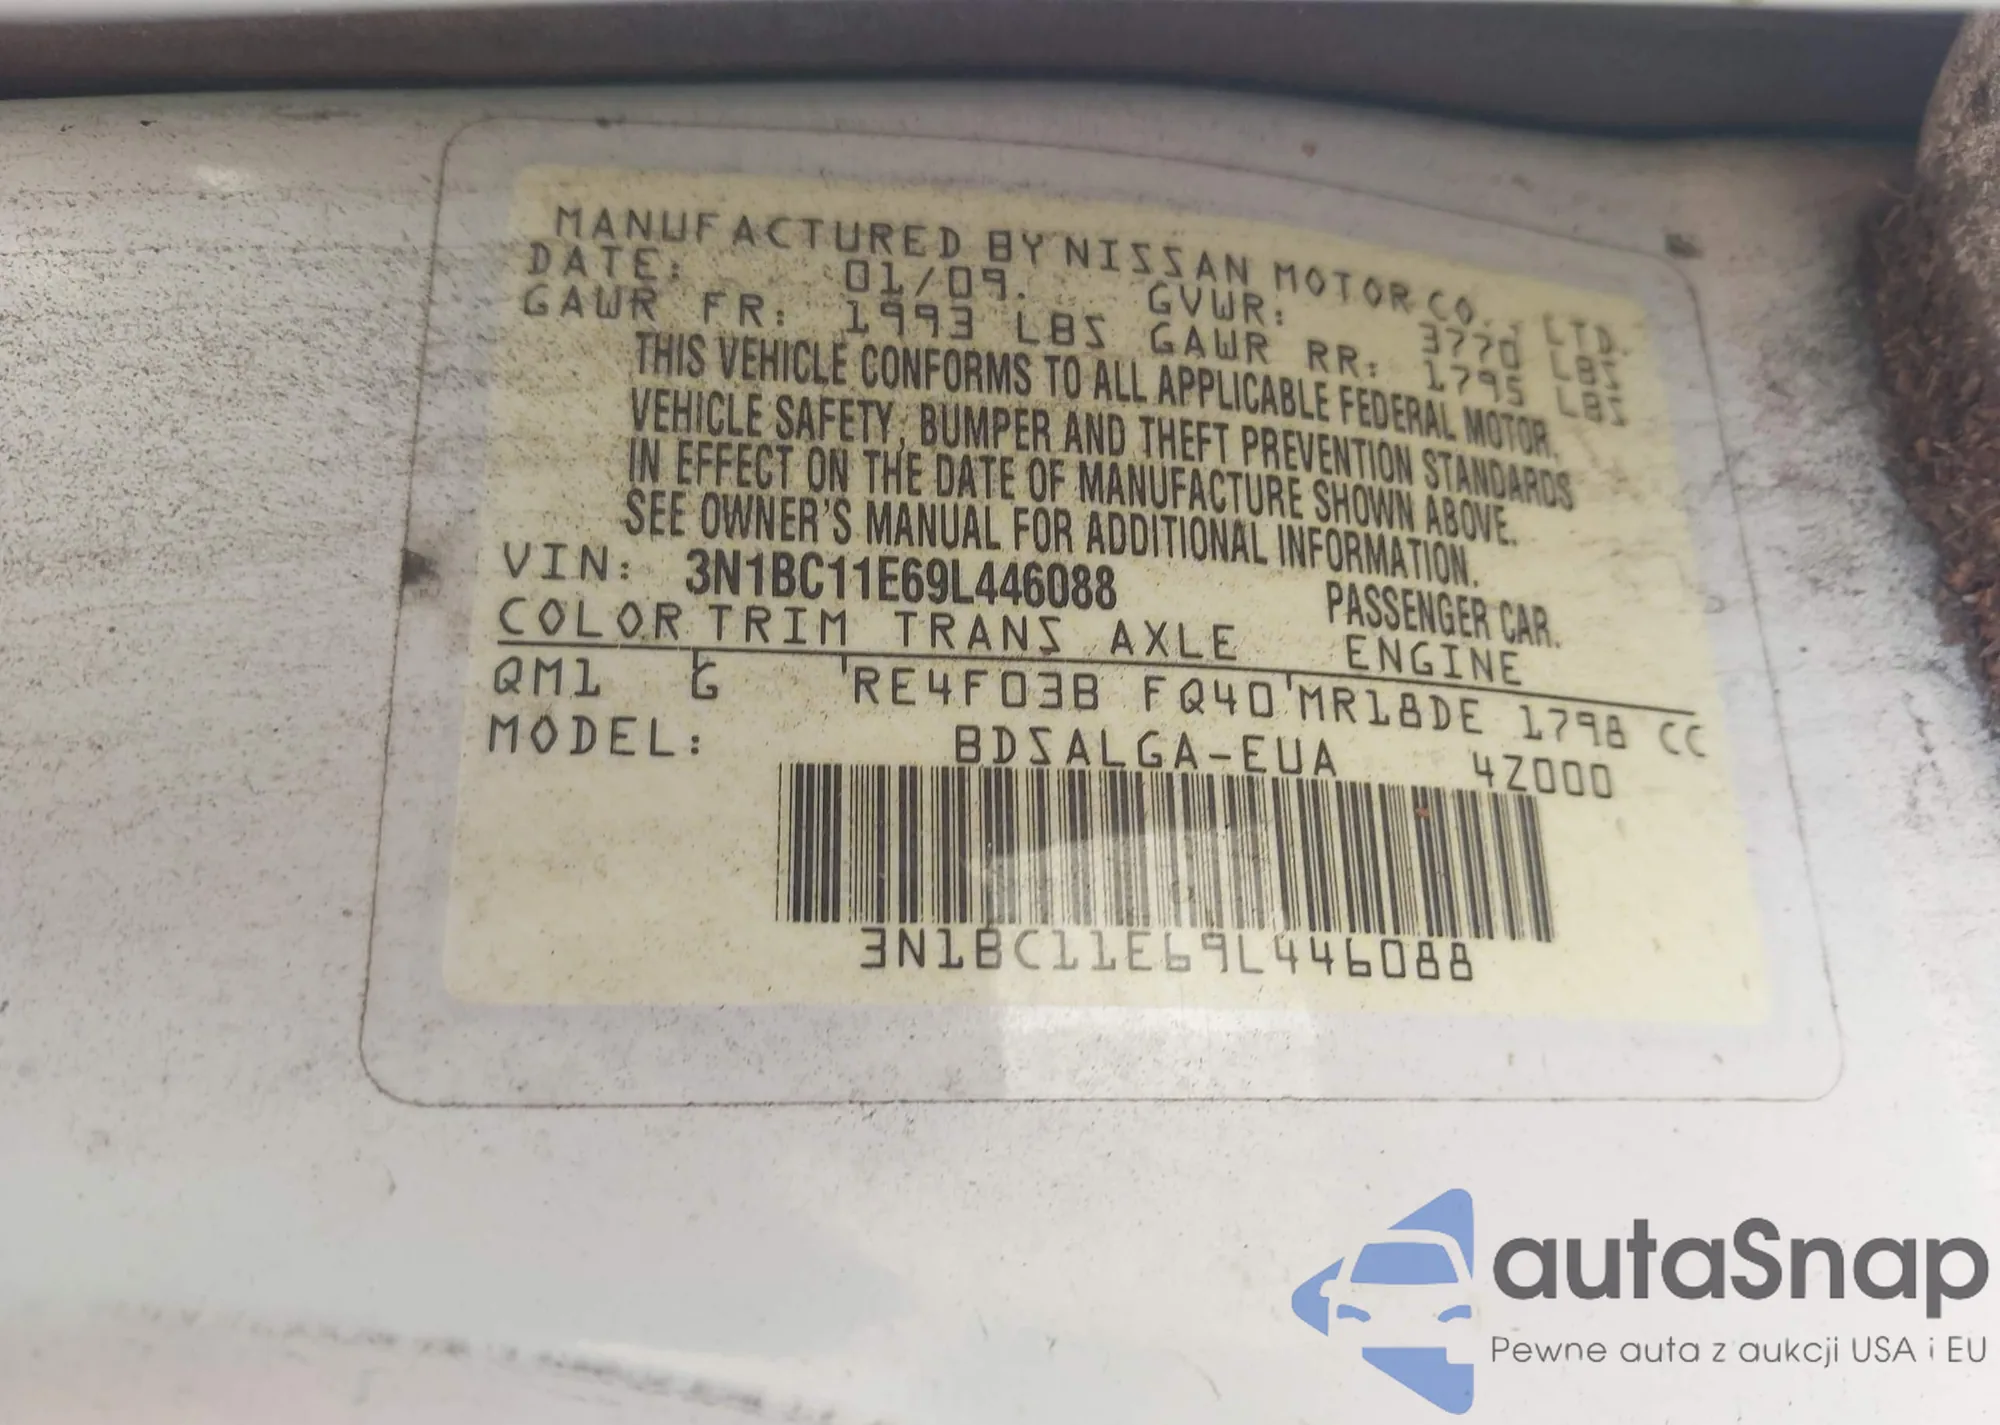 MANUFACTURED BY NISSAN MOTOR CO. LTD.
DATE: 01/09. GVWR: 3770 LBS
GAWR FR: 1993 LBS GAWR RR: 1795 LBS
THIS VEHICLE CONFORMS TO ALL APPLICABLE FEDERAL MOTOR
VEHICLE SAFETY, BUMPER AND THEFT PREVENTION STANDARDS
IN EFFECT ON THE DATE OF MANUFACTURE SHOWN ABOVE.
SEE OWNER'S MANUAL FOR ADDITIONAL INFORMATION.
VIN: 3N1BC11E69L446088 PASSENGER CAR.
COLOR TRIM TRANS AXLE ENGINE
QM1 G RE4F03B FQ40 MR18DE 1798 CC
MODEL: BDSALGA-EUA 4Z000
3N1BC11E69L446088
autaSnap
Pewne auta z aukcji USA i EU